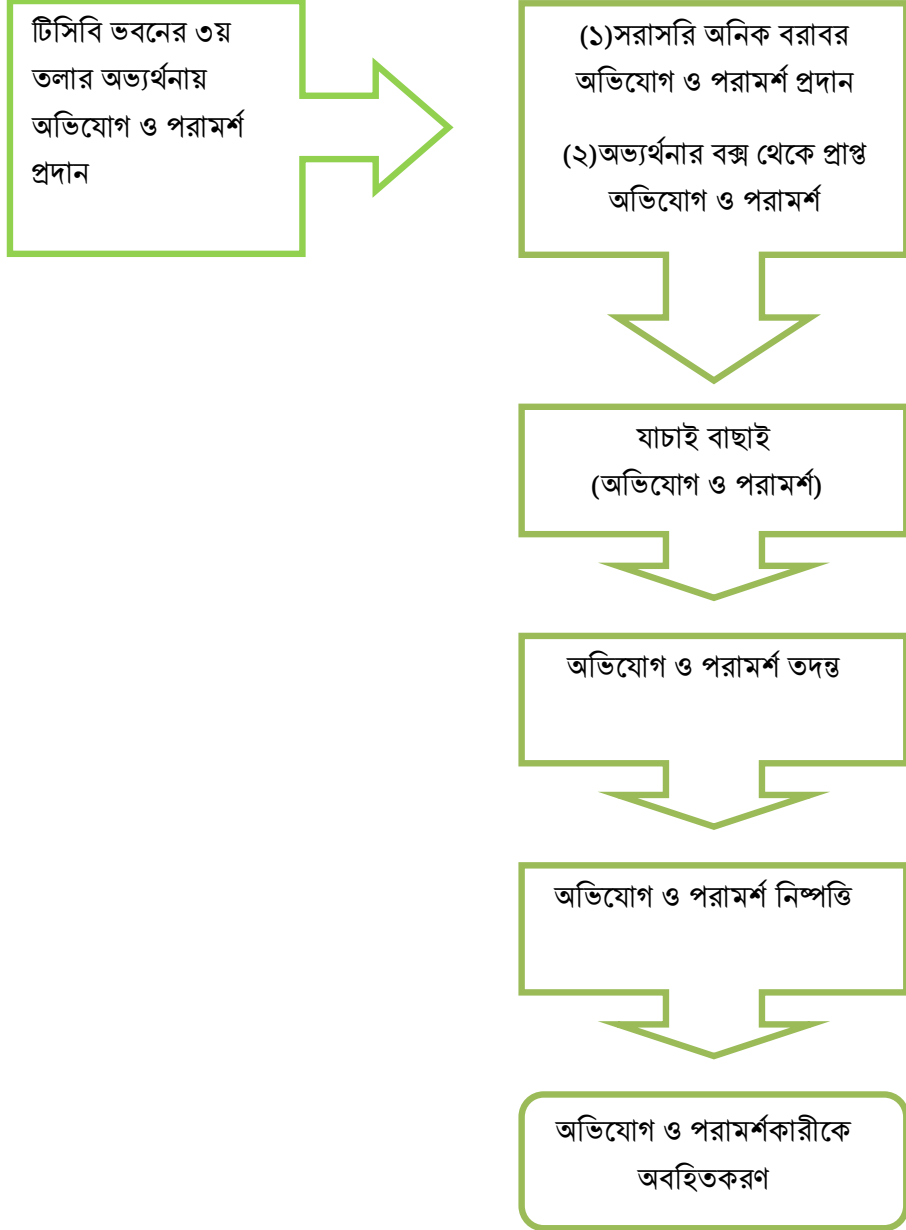 টিসিবি ভবনের ৩য়
তলার অভ্যর্থনায়
অভিযোগ ও পরামর্শ
প্রদান
(১)সরাসরি অনিক বরাবর
অভিযোগ ও পরামর্শ প্রদান
(২)অভ্যর্থনার বক্স থেকে প্রাপ্ত
অভিযোগ ও পরামর্শ
যাচাই বাছাই
(অভিযোগ ও পরামর্শ)
অভিযোগ ও পরামর্শ তদন্ত
অভিযোগ ও পরামর্শ নিষ্পত্তি
অভিযোগ ও পরামর্শকারীকে
অবহিতকরণ